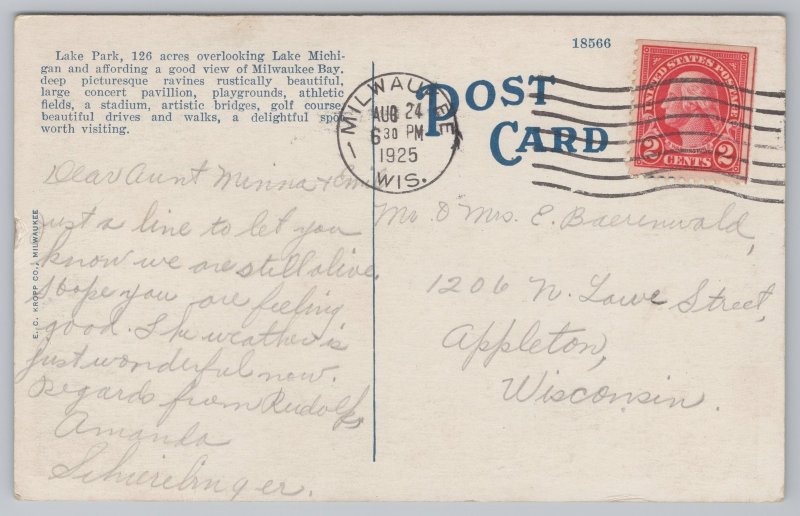 Lake Park, 126 acres overlooking Lake Michi-
gan and affording a good view of Milwaukee Bay,
deep picturesque ravines rustically beautiful,
large concert pavillion, playgrounds, athletic
fields, a stadium, artistic bridges, golf course,
beautiful drives and walks, a delightful spot
worth visiting.
18566
POST
CARD
MILWAUKEE
AUG 24
6 30 PM
1925
WIS.
UNITED STATES POSTAGE
2 CENTS 2
E. C. KROPP CO., MILWAUKEE
Dear Aunt Minna &
Just a line to let you
know we are still alive.
hope you are feeling
good. The weather is
just wonderful now.
Regards from Rudolf &
Amanda
Schierlinger.
Mr. & Mrs. E. Baerenwald,
1206 N. Lawe Street,
Appleton,
Wisconsin.